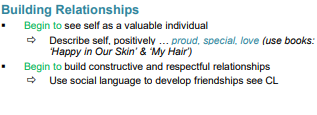 Building Relationships
▪ Begin to see self as a valuable individual
⇨ Describe self, positively … proud, special, love (use books:
‘Happy in Our Skin’ & ‘My Hair’)
▪ Begin to build constructive and respectful relationships
⇨ Use social language to develop friendships see CL